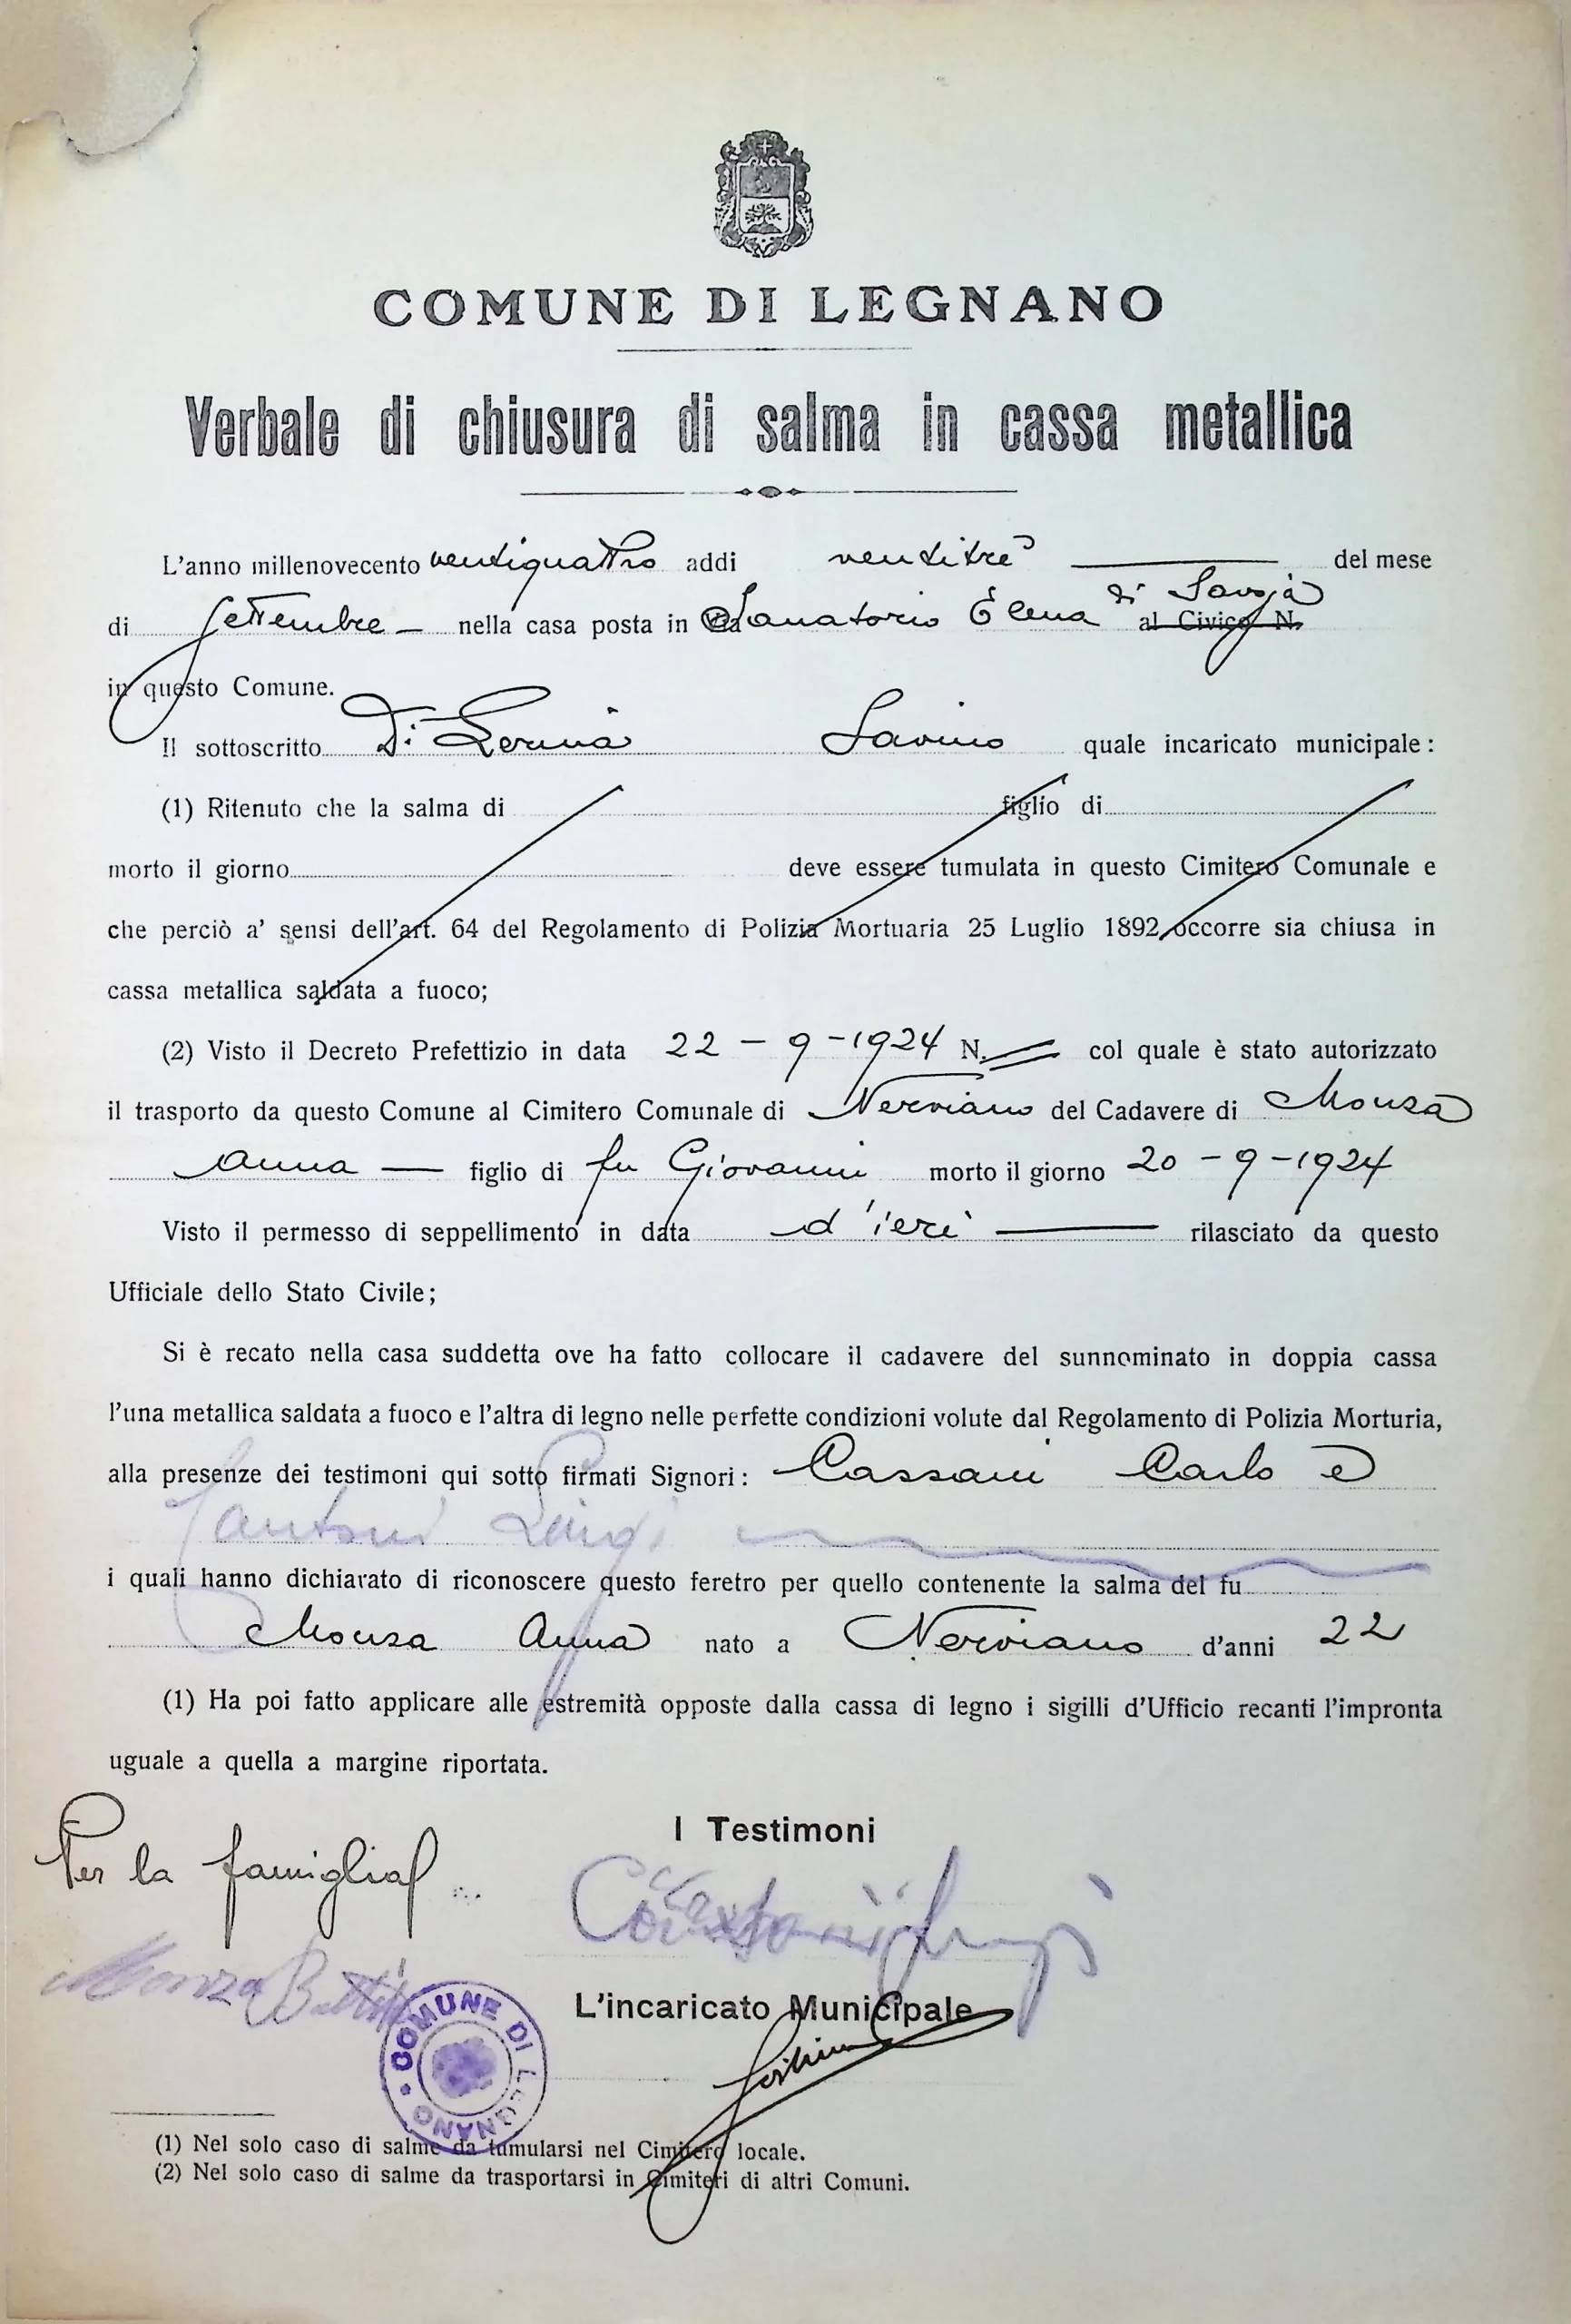 COMUNE DI LEGNANO
Verbale di chiusura di salma in cassa metallica
L'anno millenovecento ventiquattro addi ventitrè del mese
di Settembre nella casa posta in Via Sanatorio Elena di Savoja al Civico N.
in questo Comune.
Il sottoscritto Di Lernia Savino quale incaricato municipale :
(1) Ritenuto che la salma di figlio di
morto il giorno deve essere tumulata in questo Cimitero Comunale e
che perciò a' sensi dell'art. 64 del Regolamento di Polizia Mortuaria 25 Luglio 1892, occorre sia chiusa in
cassa metallica saldata a fuoco;
(2) Visto il Decreto Prefettizio in data 22 - 9 - 1924 N. col quale è stato autorizzato
il trasporto da questo Comune al Cimitero Comunale di Nerviano del Cadavere di Monza
Anna — figlio di fu Giovanni morto il giorno 20 - 9 - 1924
Visto il permesso di seppellimento in data d'ieri — rilasciato da questo
Ufficiale dello Stato Civile;
Si è recato nella casa suddetta ove ha fatto collocare il cadavere del sunnominato in doppia cassa
l'una metallica saldata a fuoco e l'altra di legno nelle perfette condizioni volute dal Regolamento di Polizia Morturia,
alla presenze dei testimoni qui sotto firmati Signori : Cassani Carlo e
Santoni Luigi
i quali hanno dichiarato di riconoscere questo feretro per quello contenente la salma del fu
Monza Anna nato a Nerviano d'anni 22
(1) Ha poi fatto applicare alle estremità opposte dalla cassa di legno i sigilli d'Ufficio recanti l'impronta
uguale a quella a margine riportata.
Per la famiglia
I Testimoni
Monza
L'incaricato Municipale
COMUNE DI LEGNANO
(1) Nel solo caso di salme da tumularsi nel Cimitero locale.
(2) Nel solo caso di salme da trasportarsi in Cimiteri di altri Comuni.